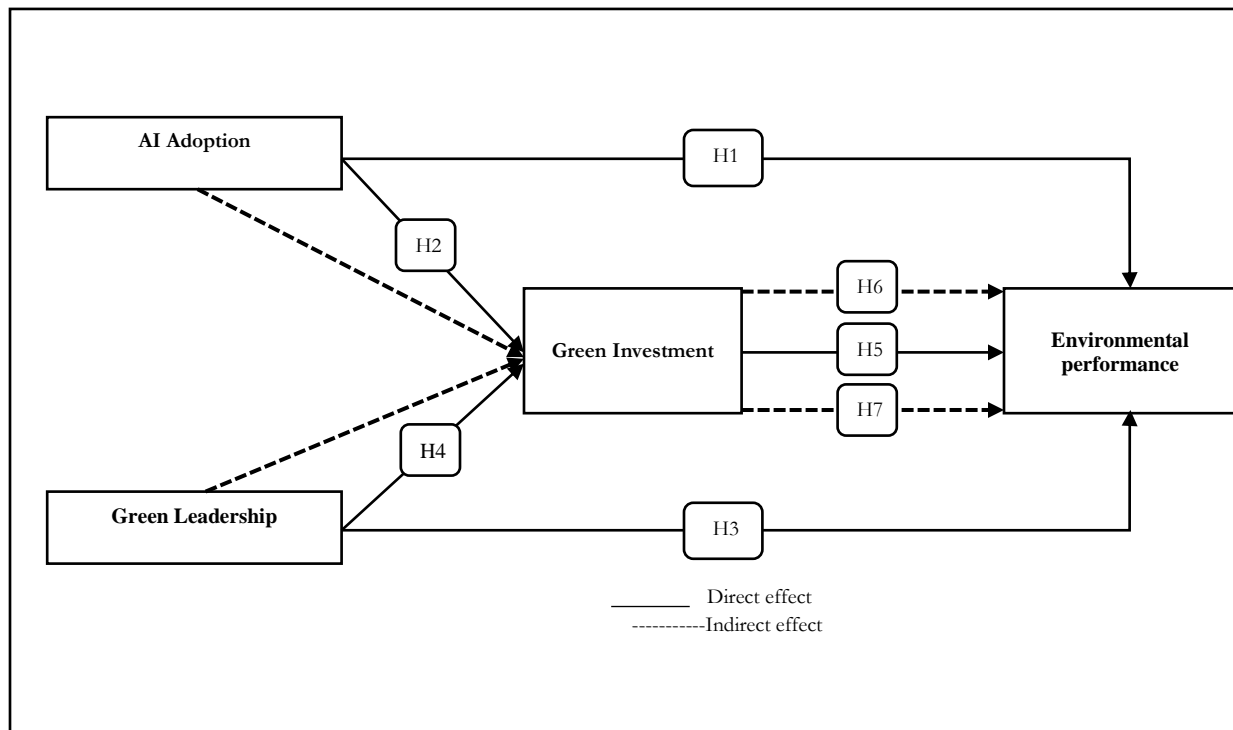 AI Adoption
H1
H2
H6
Green Investment
H5
Environmental
performance
H7
H4
Green Leadership
H3
Direct effect
-----------Indirect effect